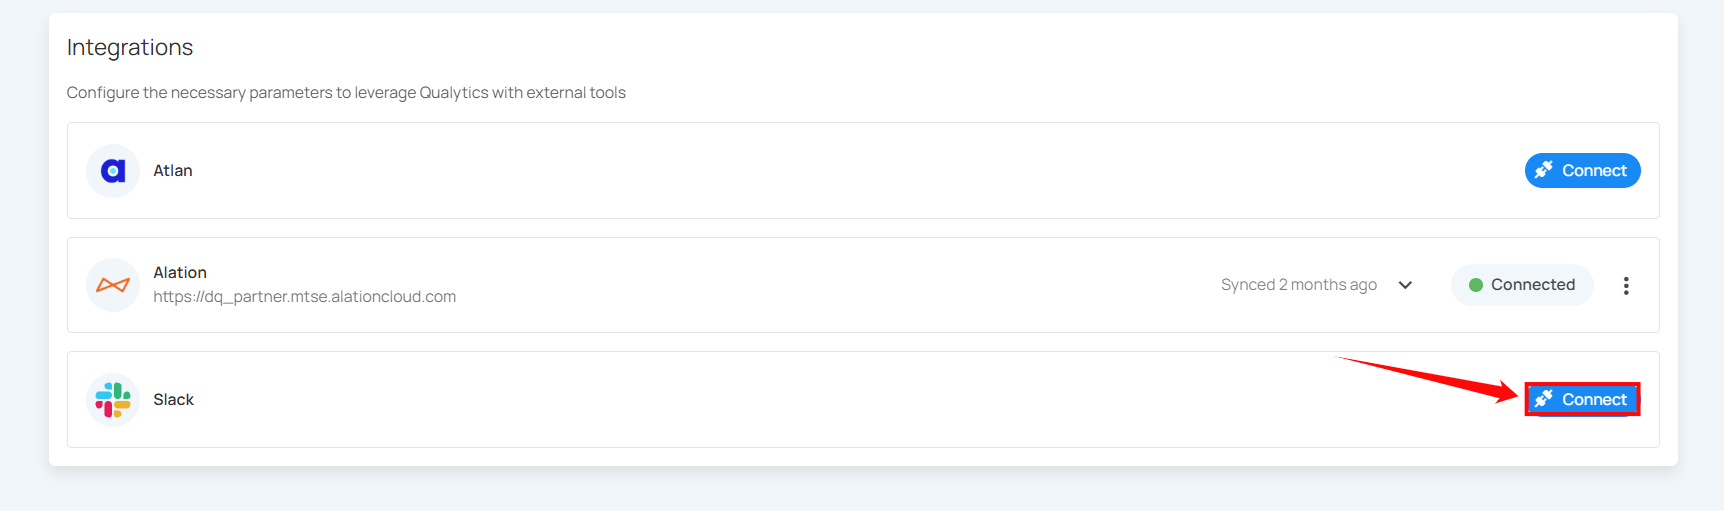 Integrations
Configure the necessary parameters to leverage Qualytics with external tools
Atlan
Connect
Alation
https://dq_partner.mtse.alationcloud.com
Synced 2 months ago
Connected
Slack
Connect